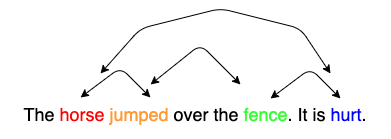 The horse jumped over the fence. It is hurt.